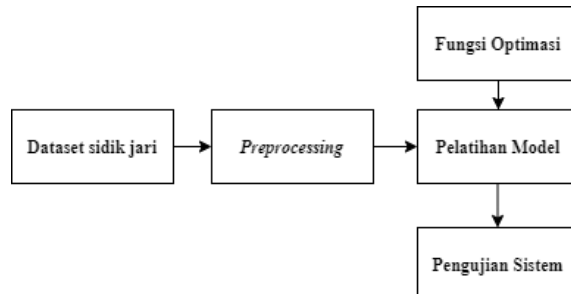 Fungsi Optimasi
Dataset sidik jari
Preprocessing
Pelatihan Model
Pengujian Sistem